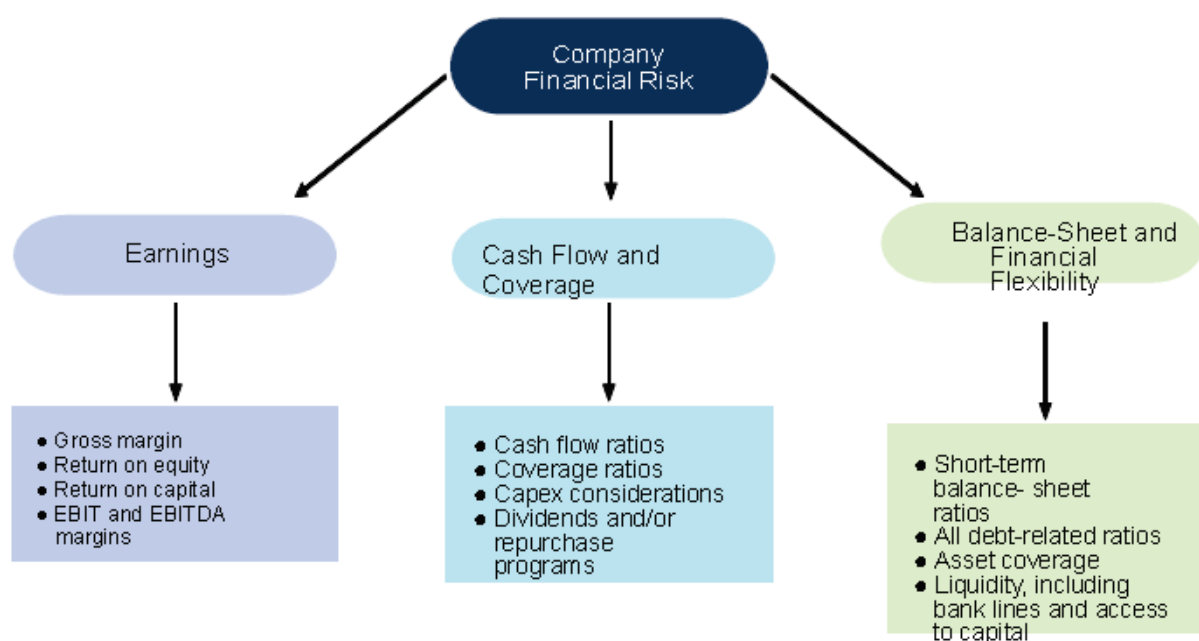 Company
Financial Risk
Earnings
Cash Flow and
Coverage
Balance-Sheet and
Financial
Flexibility
● Gross margin
● Return on equity
● Return on capital
● EBIT and EBITDA
margins
● Cash flow ratios
● Coverage ratios
● Capex considerations
● Dividends and/or
repurchase
programs
● Short-term
balance- sheet
ratios
● All debt-related ratios
● Asset coverage
● Liquidity, including
bank lines and access
to capital